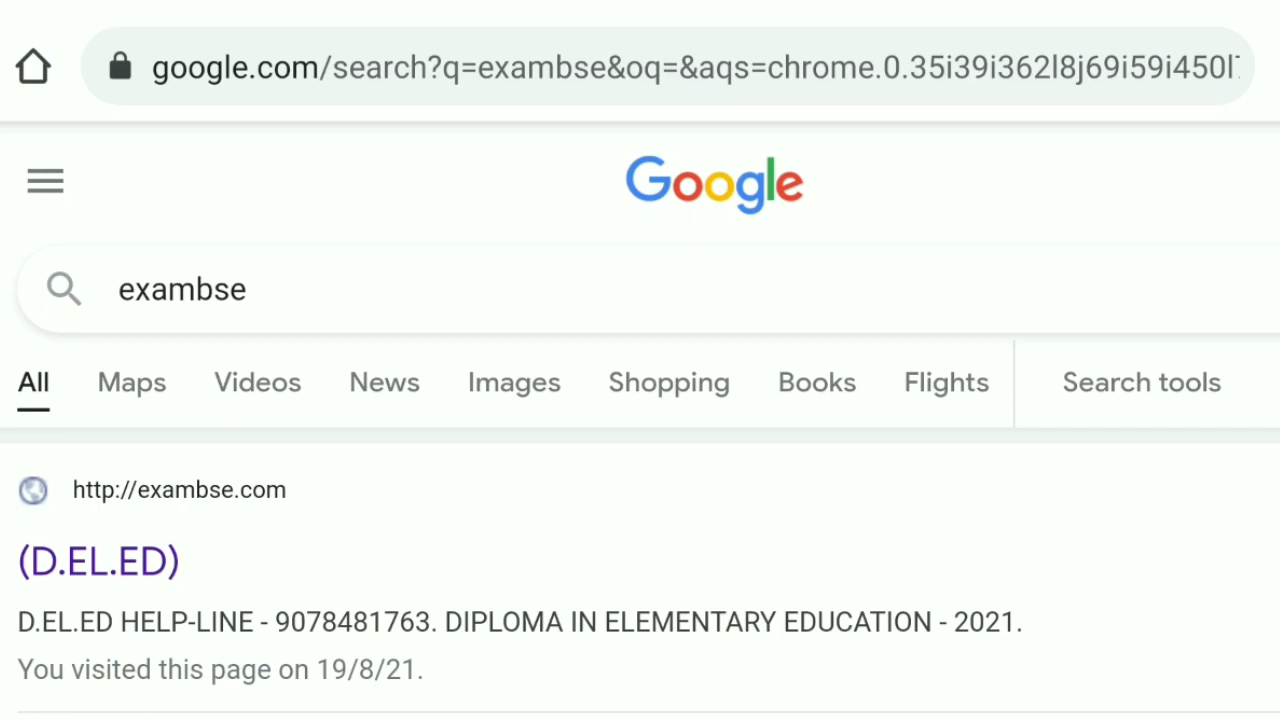 google.com/search?q=exambse&oq=&aqs=chrome.0.35i39i362l8j69i59i450l
Google
exambse
All Maps Videos News Images Shopping Books Flights Search tools
http://exambse.com
(D.EL.ED)
D.EL.ED HELP-LINE - 9078481763. DIPLOMA IN ELEMENTARY EDUCATION - 2021.
You visited this page on 19/8/21.